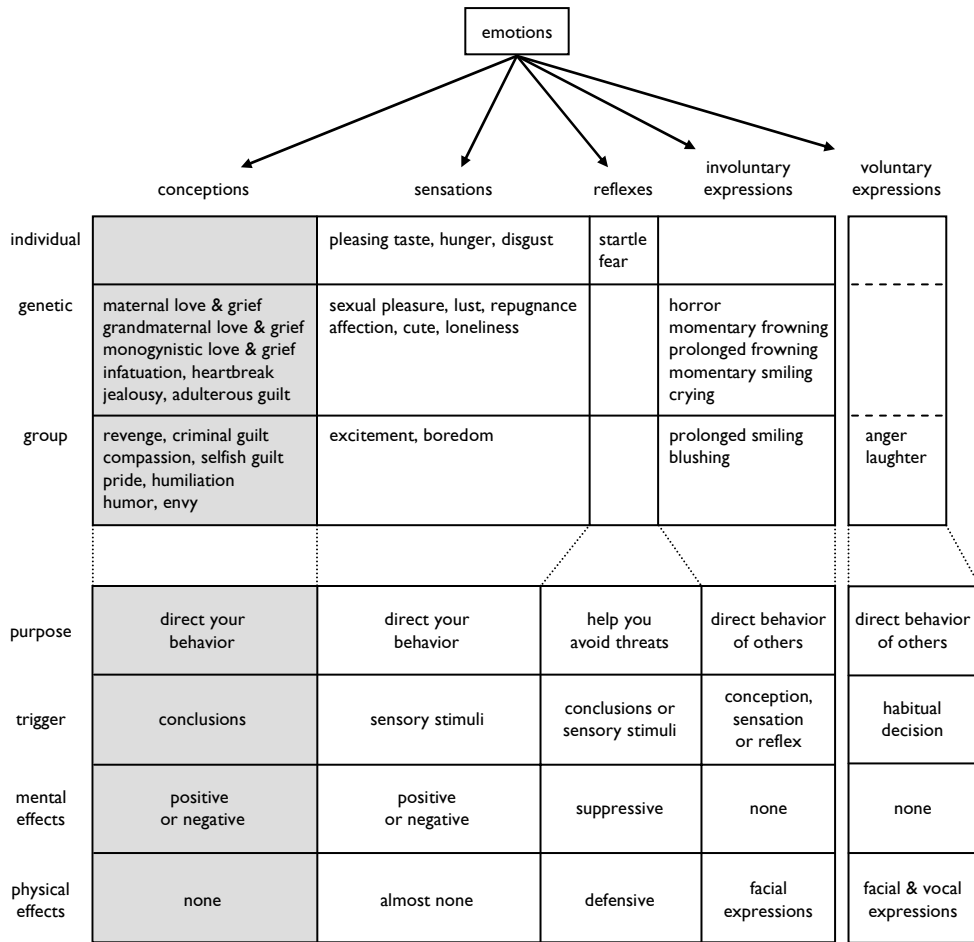 emotions
conceptions
sensations
reflexes
involuntary
expressions
voluntary
expressions
individual
pleasing taste, hunger, disgust
startle
fear
genetic
maternal love & grief
grandmaternal love & grief
monogynistic love & grief
infatuation, heartbreak
jealousy, adulterous guilt
sexual pleasure, lust, repugnance
affection, cute, loneliness
horror
momentary frowning
prolonged frowning
momentary smiling
crying
group
revenge, criminal guilt
compassion, selfish guilt
pride, humiliation
humor, envy
excitement, boredom
prolonged smiling
blushing
anger
laughter
purpose
direct your
behavior
direct your
behavior
help you
avoid threats
direct behavior
of others
direct behavior
of others
trigger
conclusions
sensory stimuli
conclusions or
sensory stimuli
conception,
sensation
or reflex
habitual
decision
mental
effects
positive
or negative
positive
or negative
suppressive
none
none
physical
effects
none
almost none
defensive
facial
expressions
facial & vocal
expressions